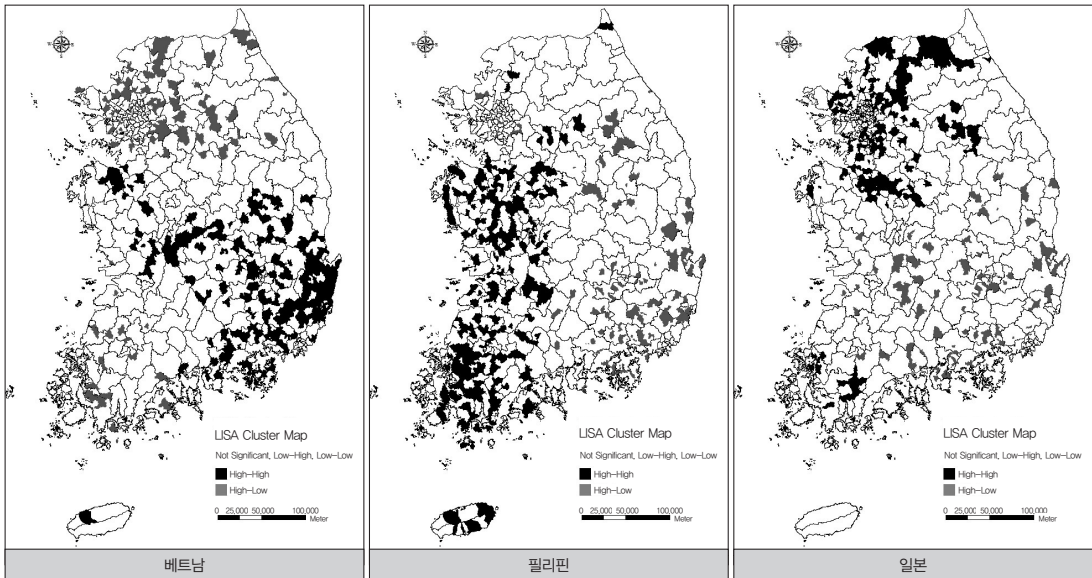 LISA Cluster Map
Not Significant, Low-High, Low-Low
High-High
High-Low
0 25,000 50,000 100,000
Meter
베트남
LISA Cluster Map
Not Significant, Low-High, Low-Low
High-High
High-Low
0 25,000 50,000 100,000
Meter
필리핀
LISA Cluster Map
Not Significant, Low-High, Low-Low
High-High
High-Low
0 25,000 50,000 100,000
Meter
일본